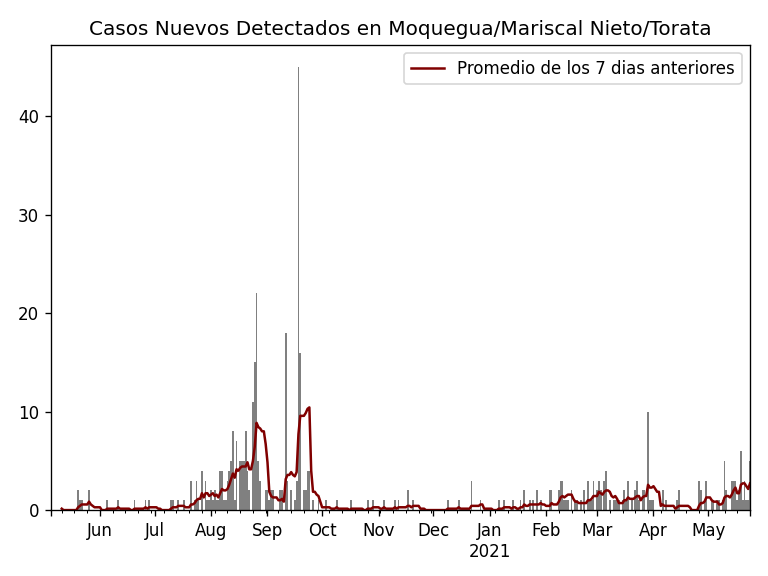 Casos Nuevos Detectados en Moquegua/Mariscal Nieto/Torata
Promedio de los 7 dias anteriores
40
30
20
10
0
Jun Jul Aug Sep Oct Nov Dec Jan Feb Mar Apr May
2021